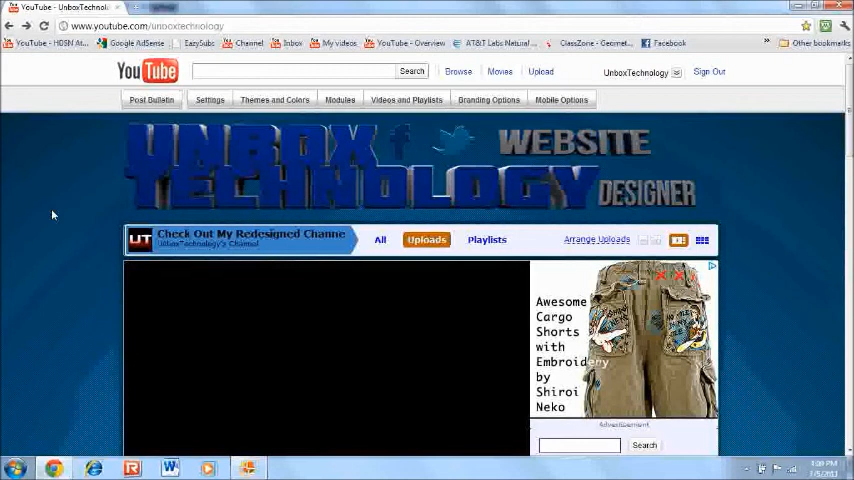 YouTube - UnboxTechnolo
www.youtube.com/unboxtechnology
YouTube - HDSN At...
Google AdSense
EazySubs
Channel
Inbox
My videos
YouTube - Overview
AT&T Labs Natural ...
ClassZone - Geomet...
Facebook
Other bookmarks
YouTube
Search
Browse
Movies
Upload
UnboxTechnology
Sign Out
Post Bulletin
Settings
Themes and Colors
Modules
Videos and Playlists
Branding Options
Mobile Options
UNBOX
TECHNOLOGY
WEBSITE
DESIGNER
UT
Check Out My Redesigned Channe
UnboxTechnology's Channel
All
Uploads
Playlists
Arrange Uploads
Awesome
Cargo
Shorts
with
Embroidery
by
Shiroi
Neko
Advertisement
Search